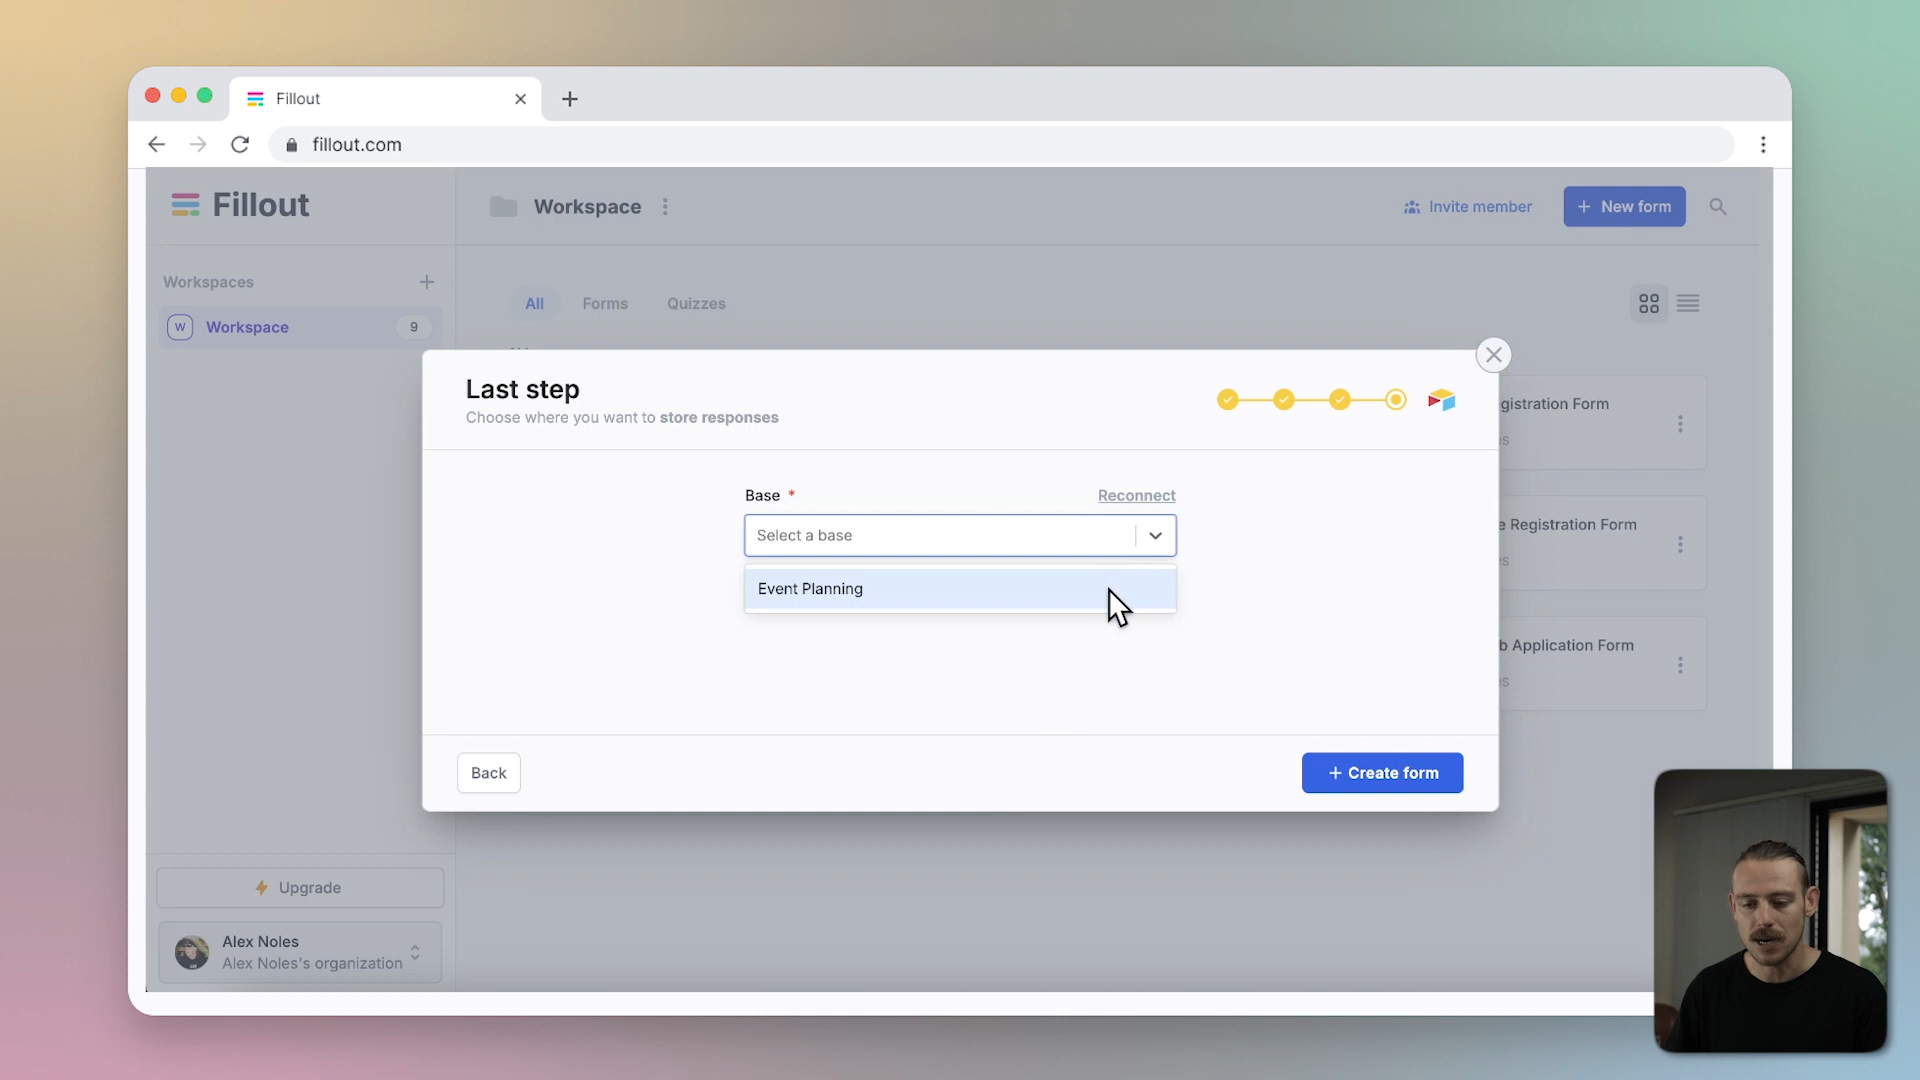 Fillout
fillout.com
Fillout
Workspace
Invite member
+ New form
Workspaces
W Workspace 9
All
Forms
Quizzes
Last step
Choose where you want to store responses
gistration Form
s
Base *
Reconnect
Select a base
e Registration Form
s
Event Planning
b Application Form
s
Back
+ Create form
Upgrade
Alex Noles
Alex Noles's organization